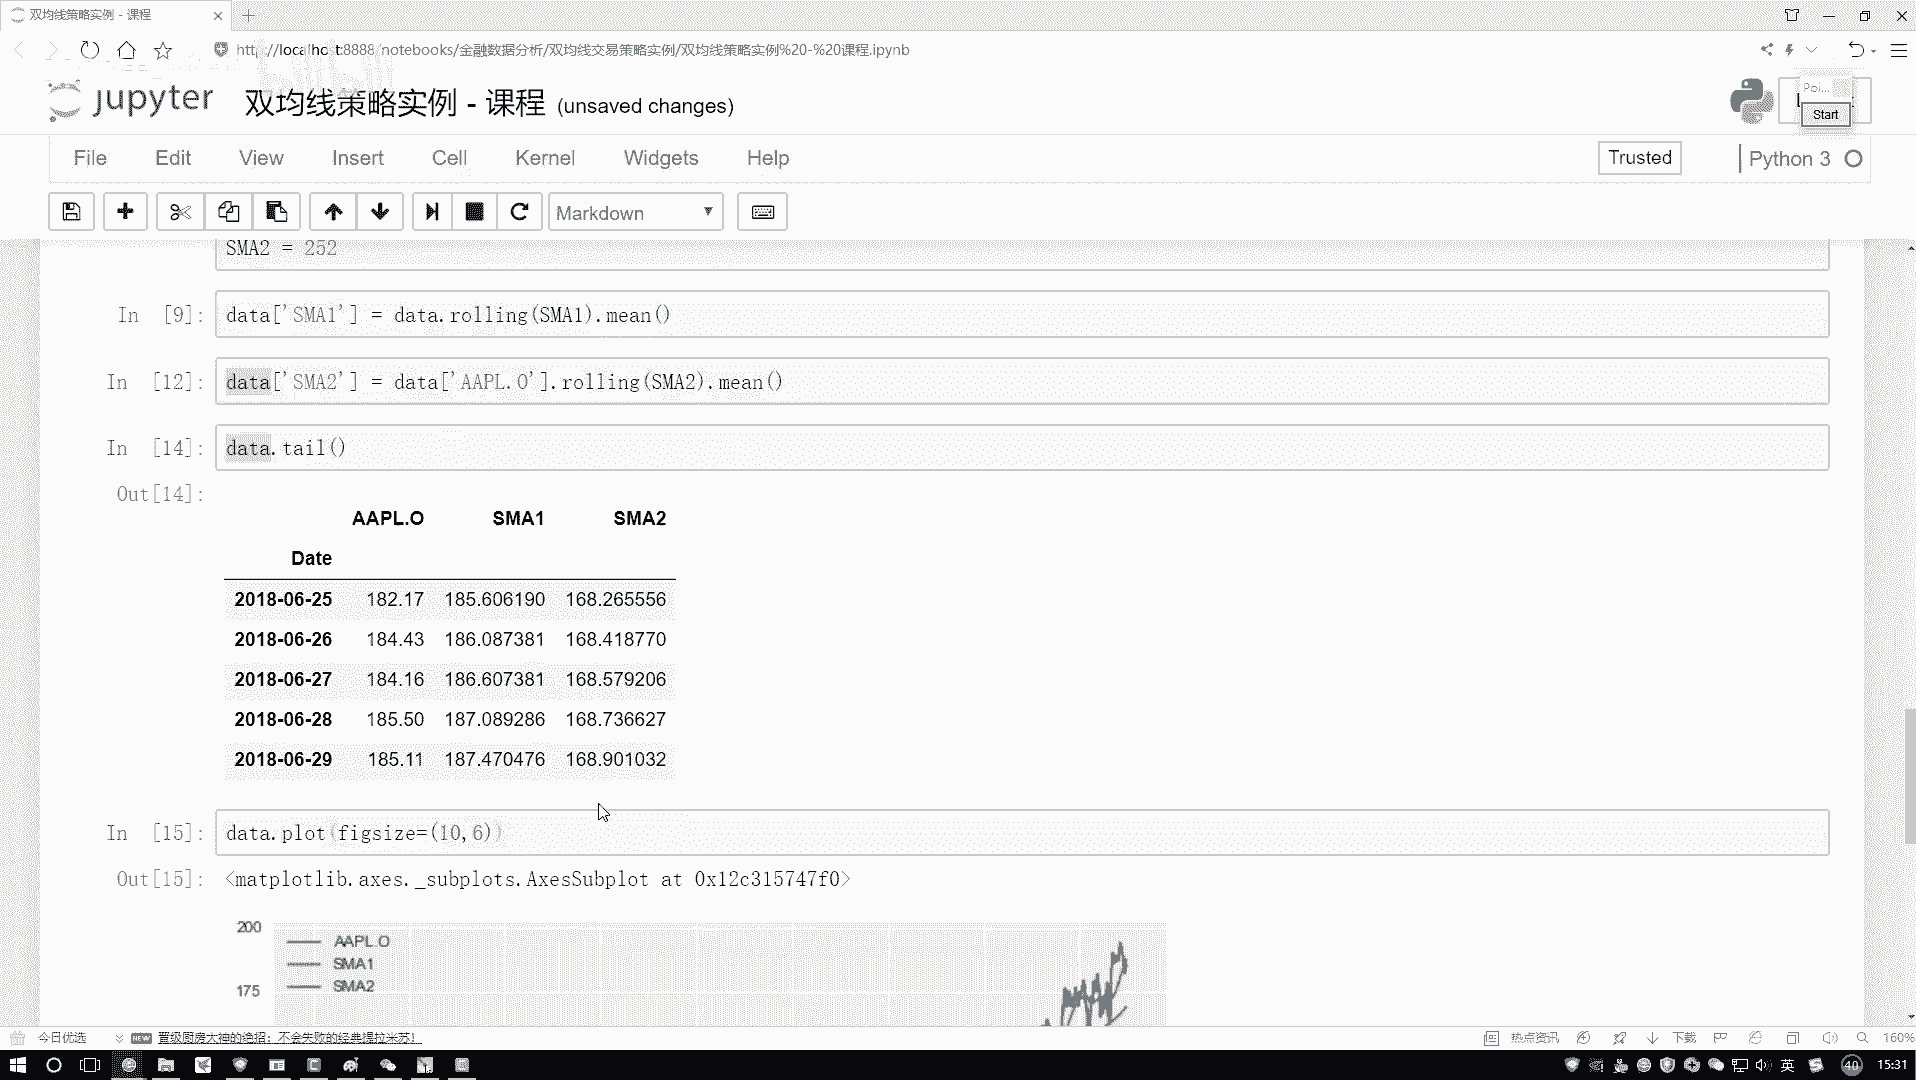 双均线策略实例 - 课程
http://localhost:8888/notebooks/金融数据分析/双均线交易策略实例/双均线策略实例%20-%20课程.ipynb
jupyter 双均线策略实例 - 课程 (unsaved changes)
Poi...
Start
File Edit View Insert Cell Kernel Widgets Help
Trusted Python 3
Markdown
SMA2 = 252
In [9]: data['SMA1'] = data.rolling(SMA1).mean()
In [12]: data['SMA2'] = data['AAPL.O'].rolling(SMA2).mean()
In [14]: data.tail()
Out[14]:
AAPL.O SMA1 SMA2
Date
2018-06-25 182.17 185.606190 168.265556
2018-06-26 184.43 186.087381 168.418770
2018-06-27 184.16 186.607381 168.579206
2018-06-28 185.50 187.089286 168.736627
2018-06-29 185.11 187.470476 168.901032
In [15]: data.plot(figsize=(10,6))
Out[15]: <matplotlib.axes._subplots.AxesSubplot at 0x12c315747f0>
200
AAPL.O
SMA1
SMA2
175
今日优选 NEW 晋级厨房大神的绝招：不会失败的经典提拉米苏！ 热点资讯 下载 160%
英 40 15:31